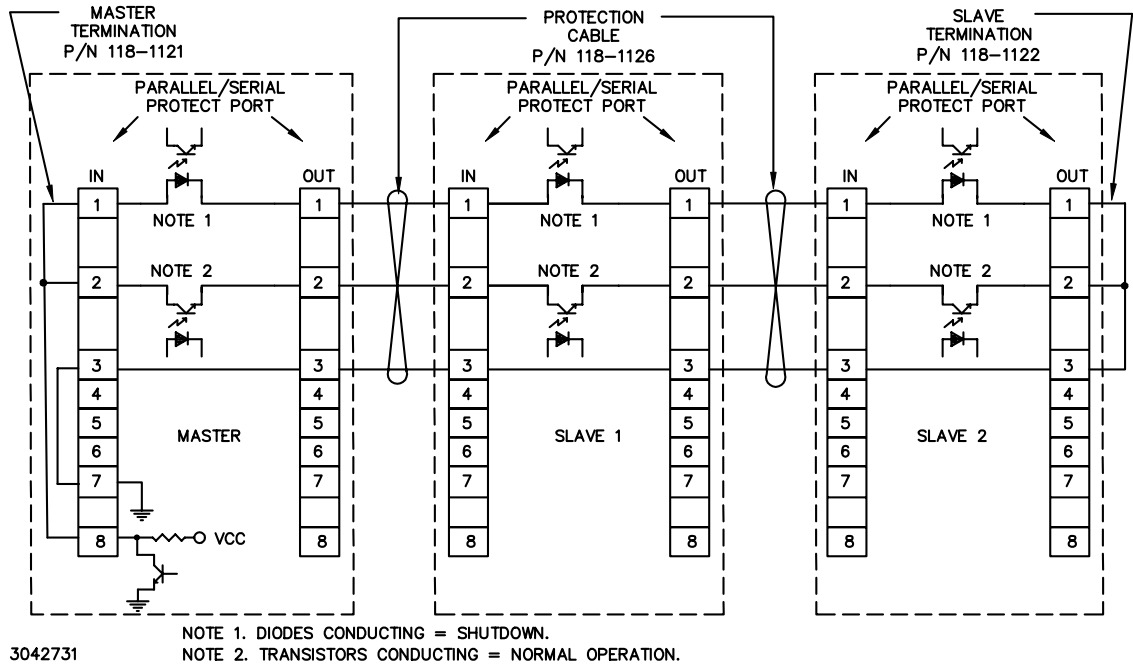 MASTER
TERMINATION
P/N 118–1121
PROTECTION
CABLE
P/N 118–1126
SLAVE
TERMINATION
P/N 118–1122
PARALLEL/SERIAL
PROTECT PORT
PARALLEL/SERIAL
PROTECT PORT
PARALLEL/SERIAL
PROTECT PORT
IN
OUT
1
2
3
4
5
6
7
8
NOTE 1
NOTE 2
MASTER
VCC
1
2
3
4
5
6
7
8
IN
OUT
1
2
3
4
5
6
7
8
NOTE 1
NOTE 2
SLAVE 1
1
2
3
4
5
6
7
8
IN
OUT
1
2
3
4
5
6
7
8
NOTE 1
NOTE 2
SLAVE 2
1
2
3
4
5
6
7
8
NOTE 1. DIODES CONDUCTING = SHUTDOWN.
3042731
NOTE 2. TRANSISTORS CONDUCTING = NORMAL OPERATION.